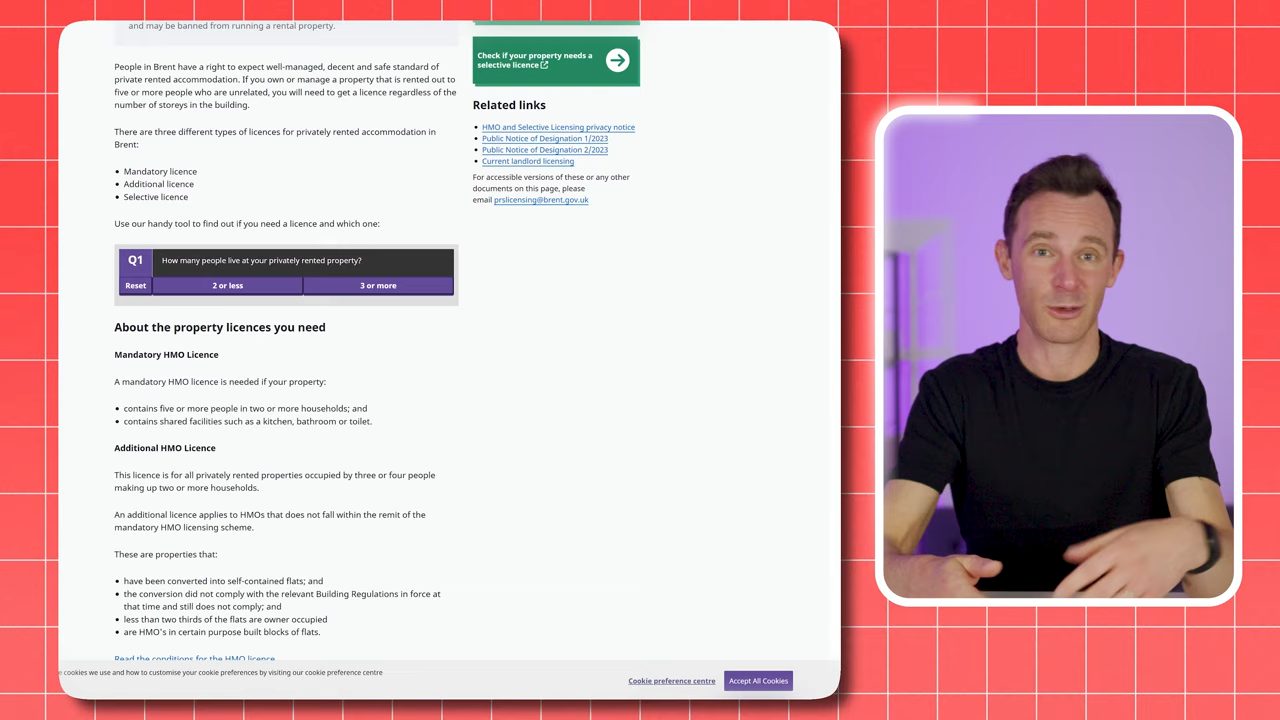 and may be banned from running a rental property.
People in Brent have a right to expect well-managed, decent and safe standard of
private rented accommodation. If you own or manage a property that is rented out to
five or more people who are unrelated, you will need to get a licence regardless of the
number of storeys in the building.
There are three different types of licences for privately rented accommodation in
Brent:
• Mandatory licence
• Additional licence
• Selective licence
Use our handy tool to find out if you need a licence and which one:
Q1 How many people live at your privately rented property?
Reset 2 or less 3 or more
About the property licences you need
Mandatory HMO Licence
A mandatory HMO licence is needed if your property:
• contains five or more people in two or more households; and
• contains shared facilities such as a kitchen, bathroom or toilet.
Additional HMO Licence
This licence is for all privately rented properties occupied by three or four people
making up two or more households.
An additional licence applies to HMOs that does not fall within the remit of the
mandatory HMO licensing scheme.
These are properties that:
• have been converted into self-contained flats; and
• the conversion did not comply with the relevant Building Regulations in force at
that time and still does not comply; and
• less than two thirds of the flats are owner occupied
• are HMO's in certain purpose built blocks of flats.
Read the conditions for the HMO licence
Check if your property needs a
selective licence
Related links
• HMO and Selective Licensing privacy notice
• Public Notice of Designation 1/2023
• Public Notice of Designation 2/2023
• Current landlord licensing
For accessible versions of these or any other
documents on this page, please
email prslicensing@brent.gov.uk
cookies we use and how to customise your cookie preferences by visiting our cookie preference centre
Cookie preference centre Accept All Cookies